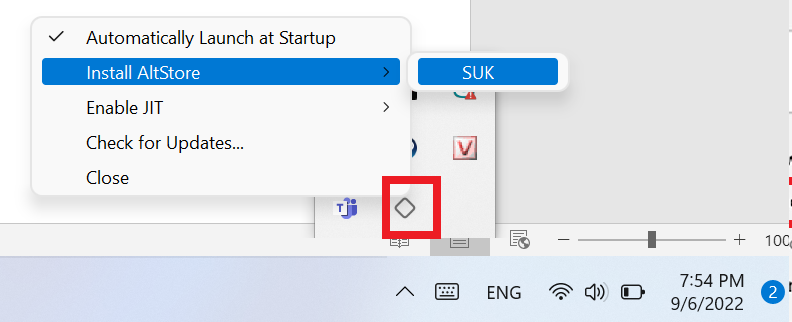 Automatically Launch at Startup
Install AltStore
SUK
Enable JIT
Check for Updates...
Close
V
T
100
ENG
7:54 PM
9/6/2022
2